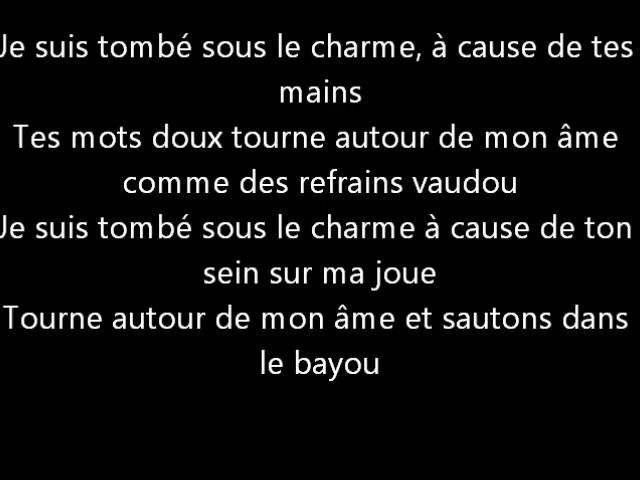 Je suis tombé sous le charme, à cause de tes
mains
Tes mots doux tourne autour de mon âme
comme des refrains vaudou
Je suis tombé sous le charme à cause de ton
sein sur ma joue
Tourne autour de mon âme et sautons dans
le bayou